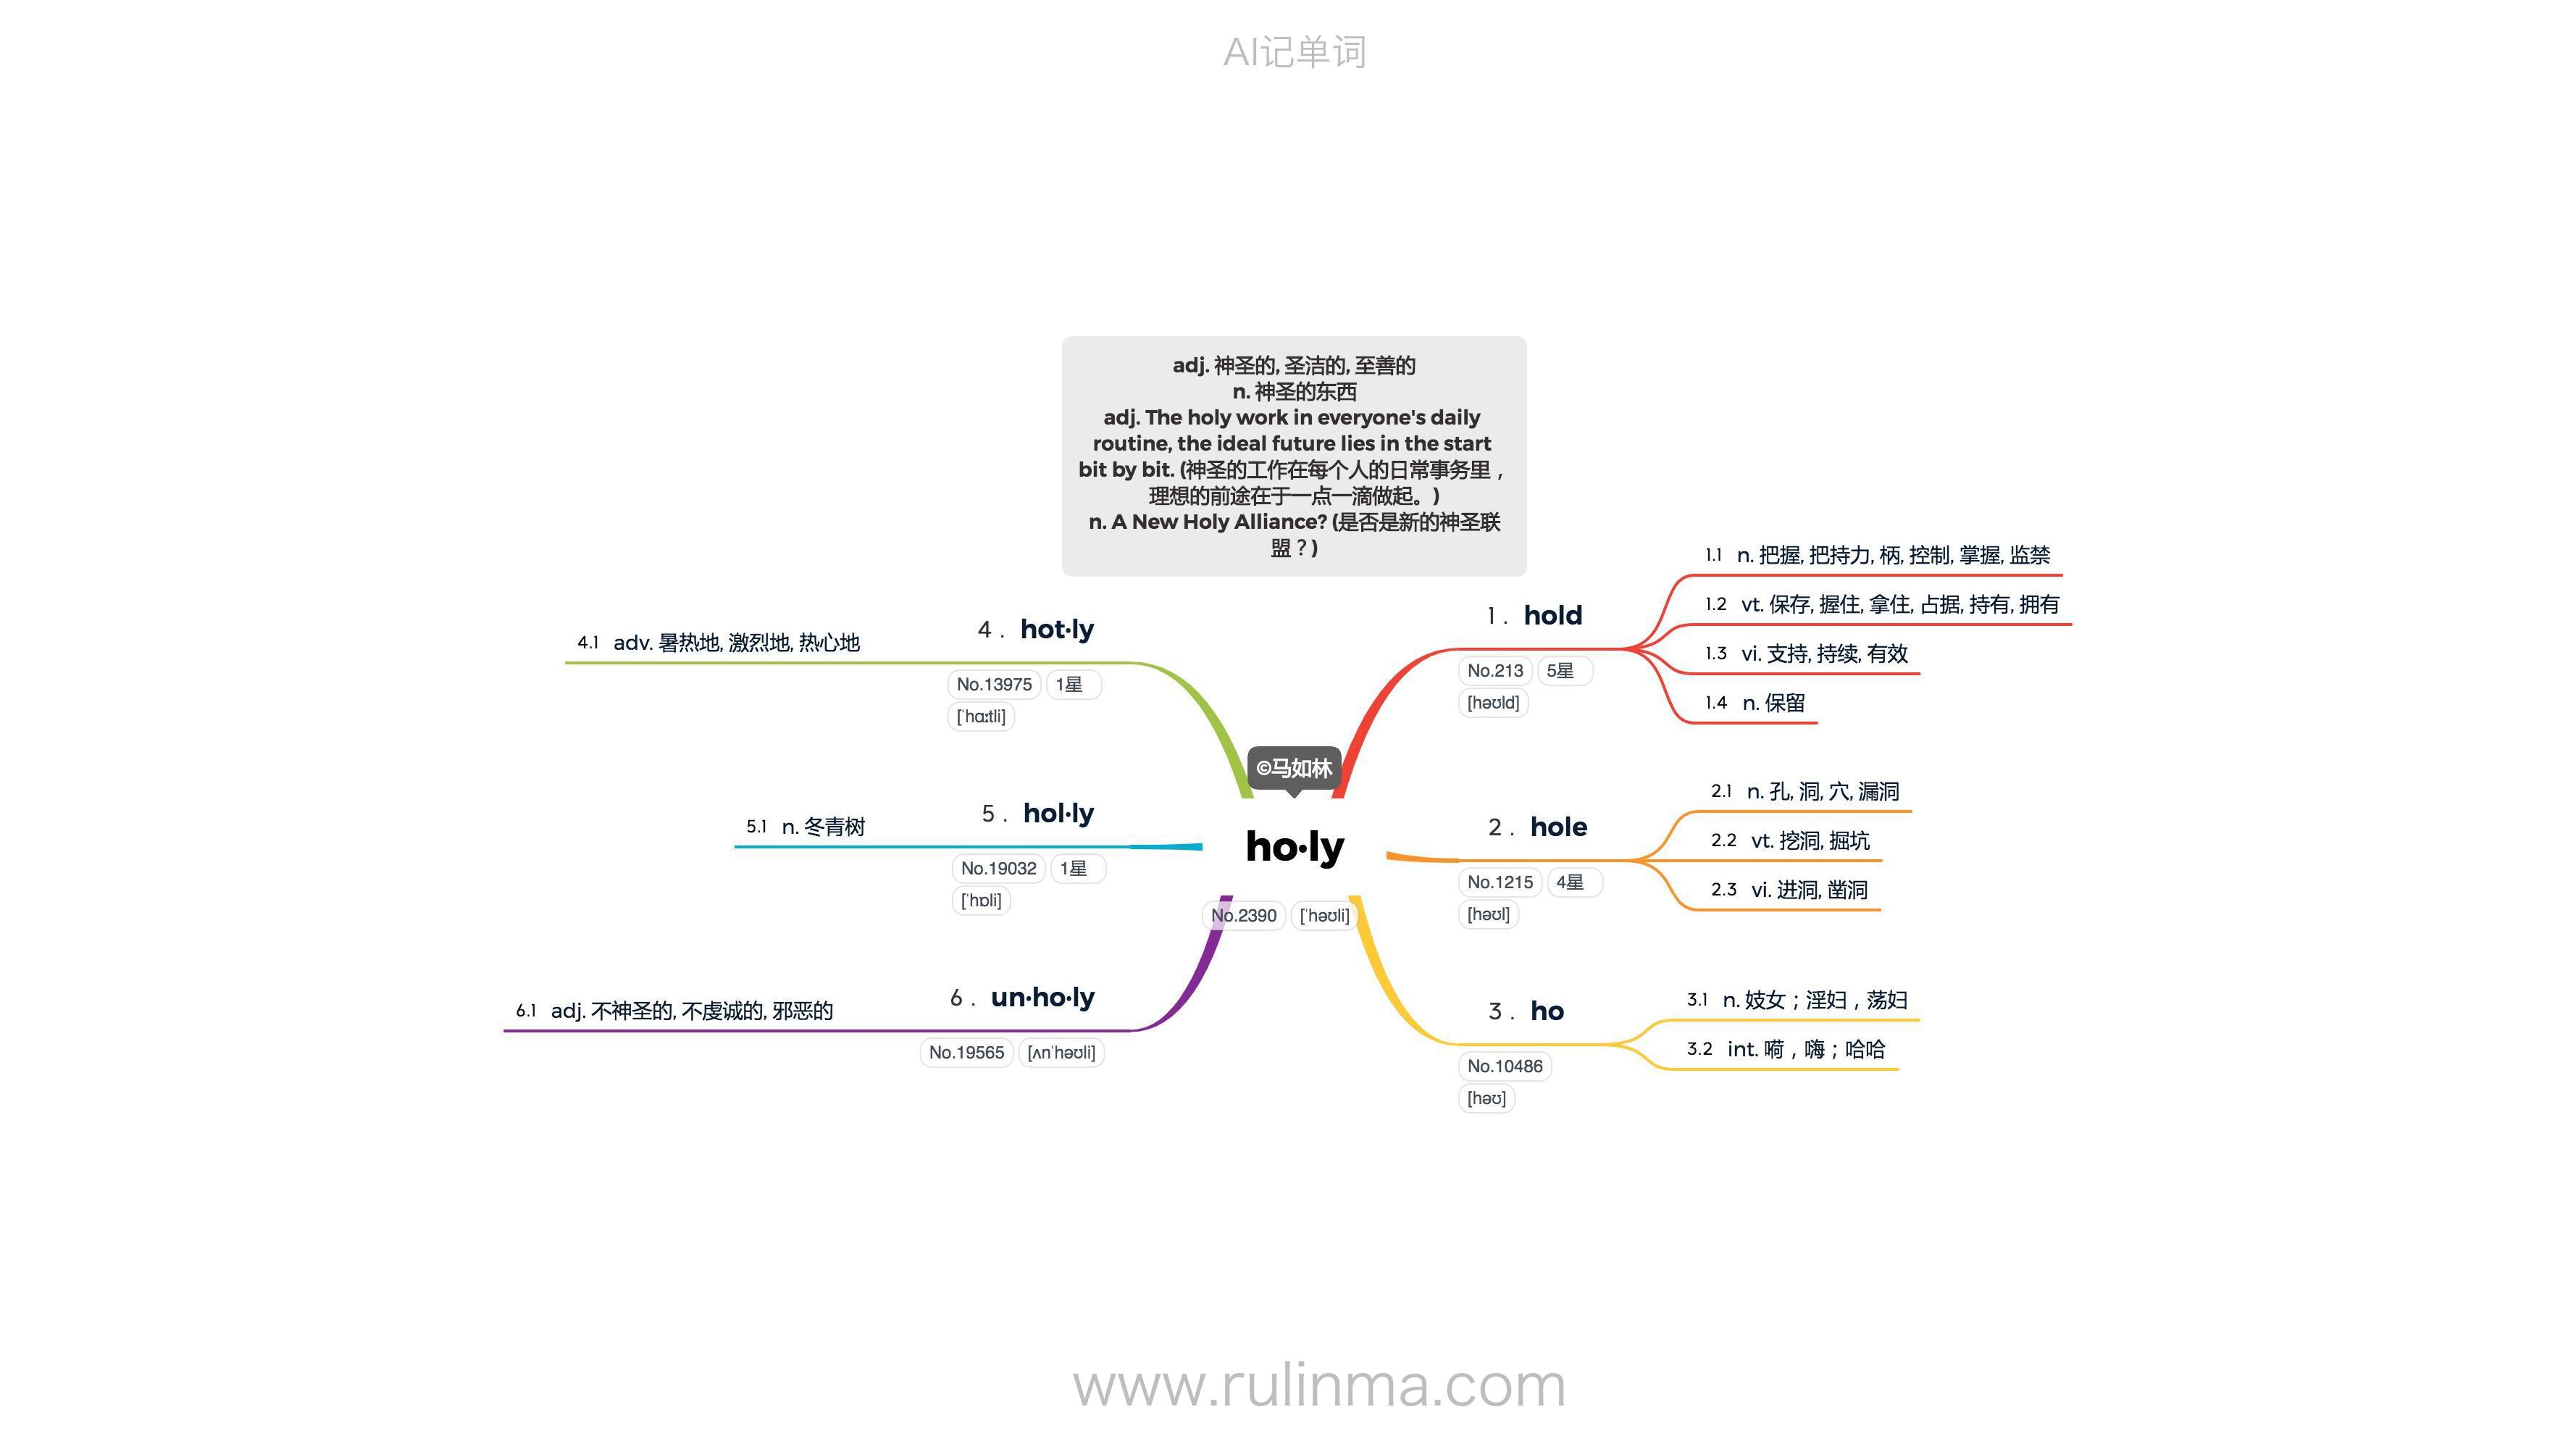 AI记单词
adj. 神圣的, 圣洁的, 至善的
n. 神圣的东西
adj. The holy work in everyone's daily
routine, the ideal future lies in the start
bit by bit. (神圣的工作在每个人的日常事务里，
理想的前途在于一点一滴做起。)
n. A New Holy Alliance? (是否是新的神圣联
盟？)
©马如林
ho·ly
No.2390 [ˈhəʊli]
1. hold
No.213 5星
[həʊld]
1.1 n. 把握, 把持力, 柄, 控制, 掌握, 监禁
1.2 vt. 保存, 握住, 拿住, 占据, 持有, 拥有
1.3 vi. 支持, 持续, 有效
1.4 n. 保留
2. hole
No.1215 4星
[həʊl]
2.1 n. 孔, 洞, 穴, 漏洞
2.2 vt. 挖洞, 掘坑
2.3 vi. 进洞, 凿洞
3. ho
No.10486
[həʊ]
3.1 n. 妓女；淫妇，荡妇
3.2 int. 嗬，嗨；哈哈
4. hot·ly
No.13975 1星
[ˈhɑːtli]
4.1 adv. 暑热地, 激烈地, 热心地
5. hol·ly
No.19032 1星
[ˈhɒli]
5.1 n. 冬青树
6. un·ho·ly
No.19565 [ʌnˈhəʊli]
6.1 adj. 不神圣的, 不虔诚的, 邪恶的
www.rulinma.com